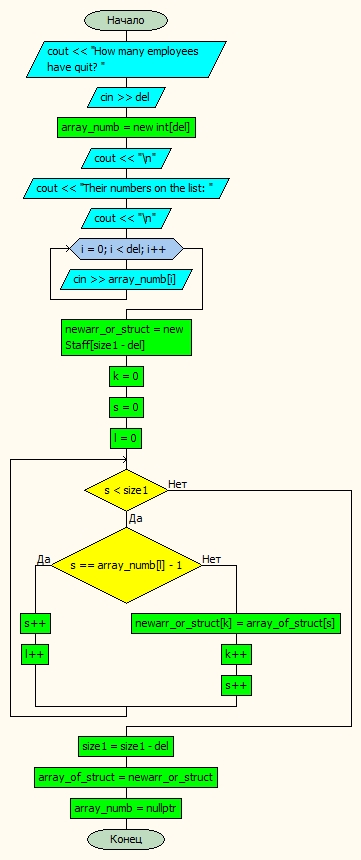 Начало
cout << "How many employees
have quit? "
cin >> del
array_numb = new int[del]
cout << "\n"
cout << "Their numbers on the list: "
cout << "\n"
i = 0; i < del; i++
cin >> array_numb[i]
newarr_or_struct = new
Staff[size1 - del]
k = 0
s = 0
l = 0
s < size1
Нет
Да
s == array_numb[l] - 1
Да
Нет
s++
newarr_or_struct[k] = array_of_struct[s]
l++
k++
s++
size1 = size1 - del
array_of_struct = newarr_or_struct
array_numb = nullptr
Конец